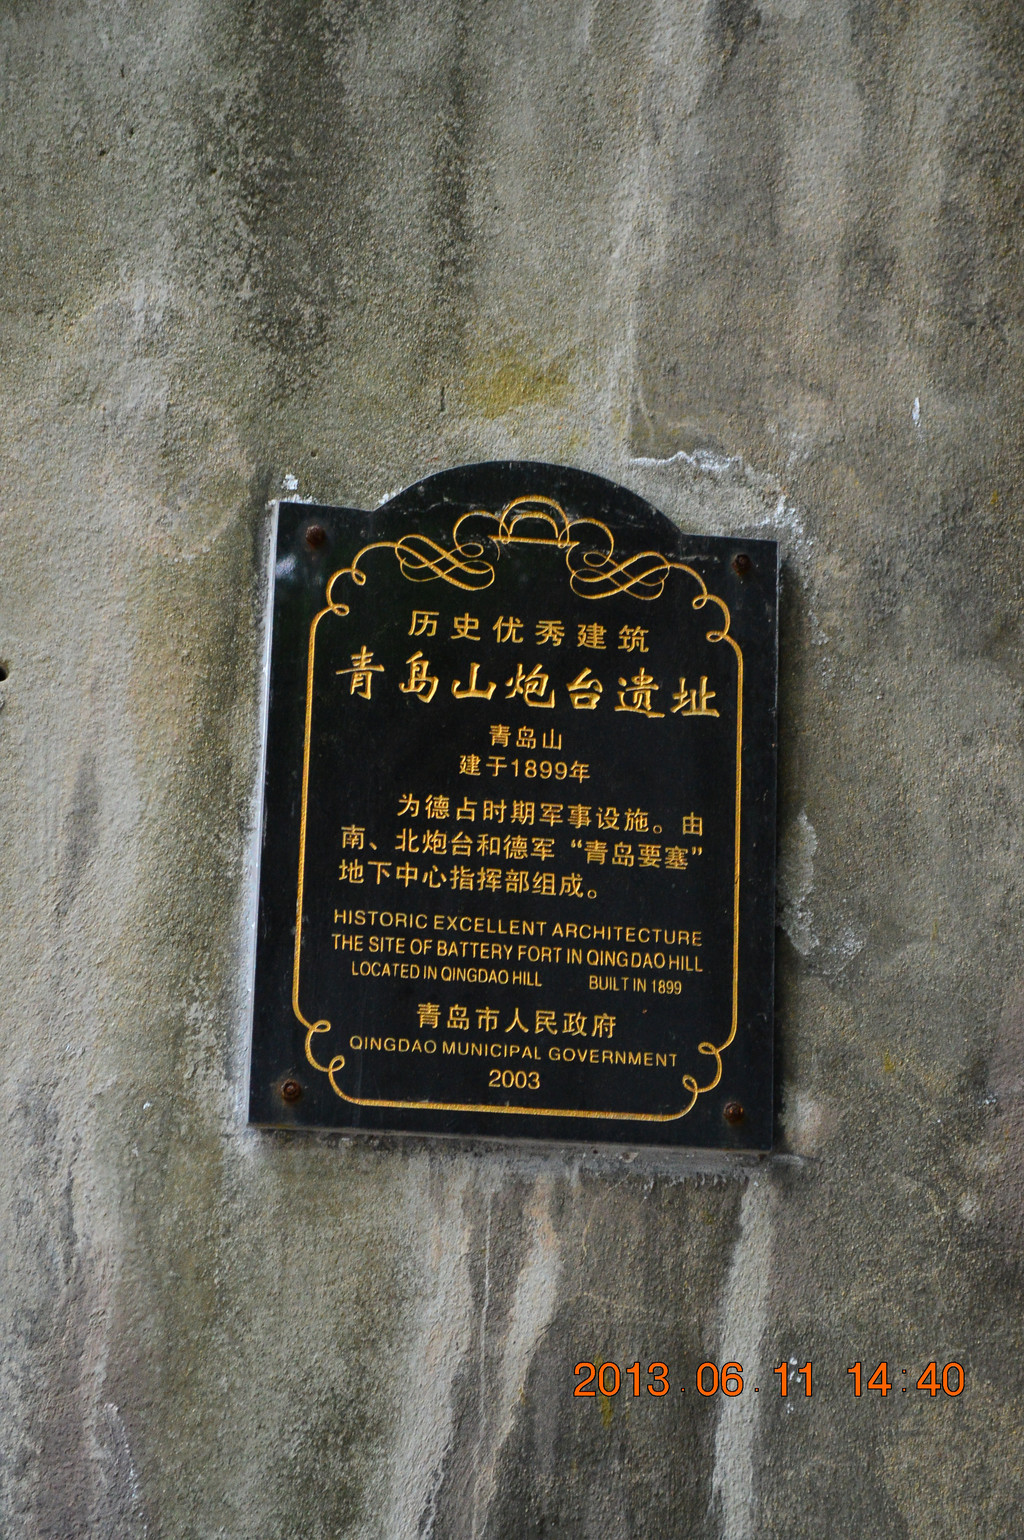 历史优秀建筑
青岛山炮台遗址
青岛山
建于1899年
为德占时期军事设施。由
南、北炮台和德军“青岛要塞”
地下中心指挥部组成。
HISTORIC EXCELLENT ARCHITECTURE
THE SITE OF BATTERY FORT IN QINGDAO HILL
LOCATED IN QINGDAO HILL BUILT IN 1899
青岛市人民政府
QINGDAO MUNICIPAL GOVERNMENT
2003
2013.06.11 14:40